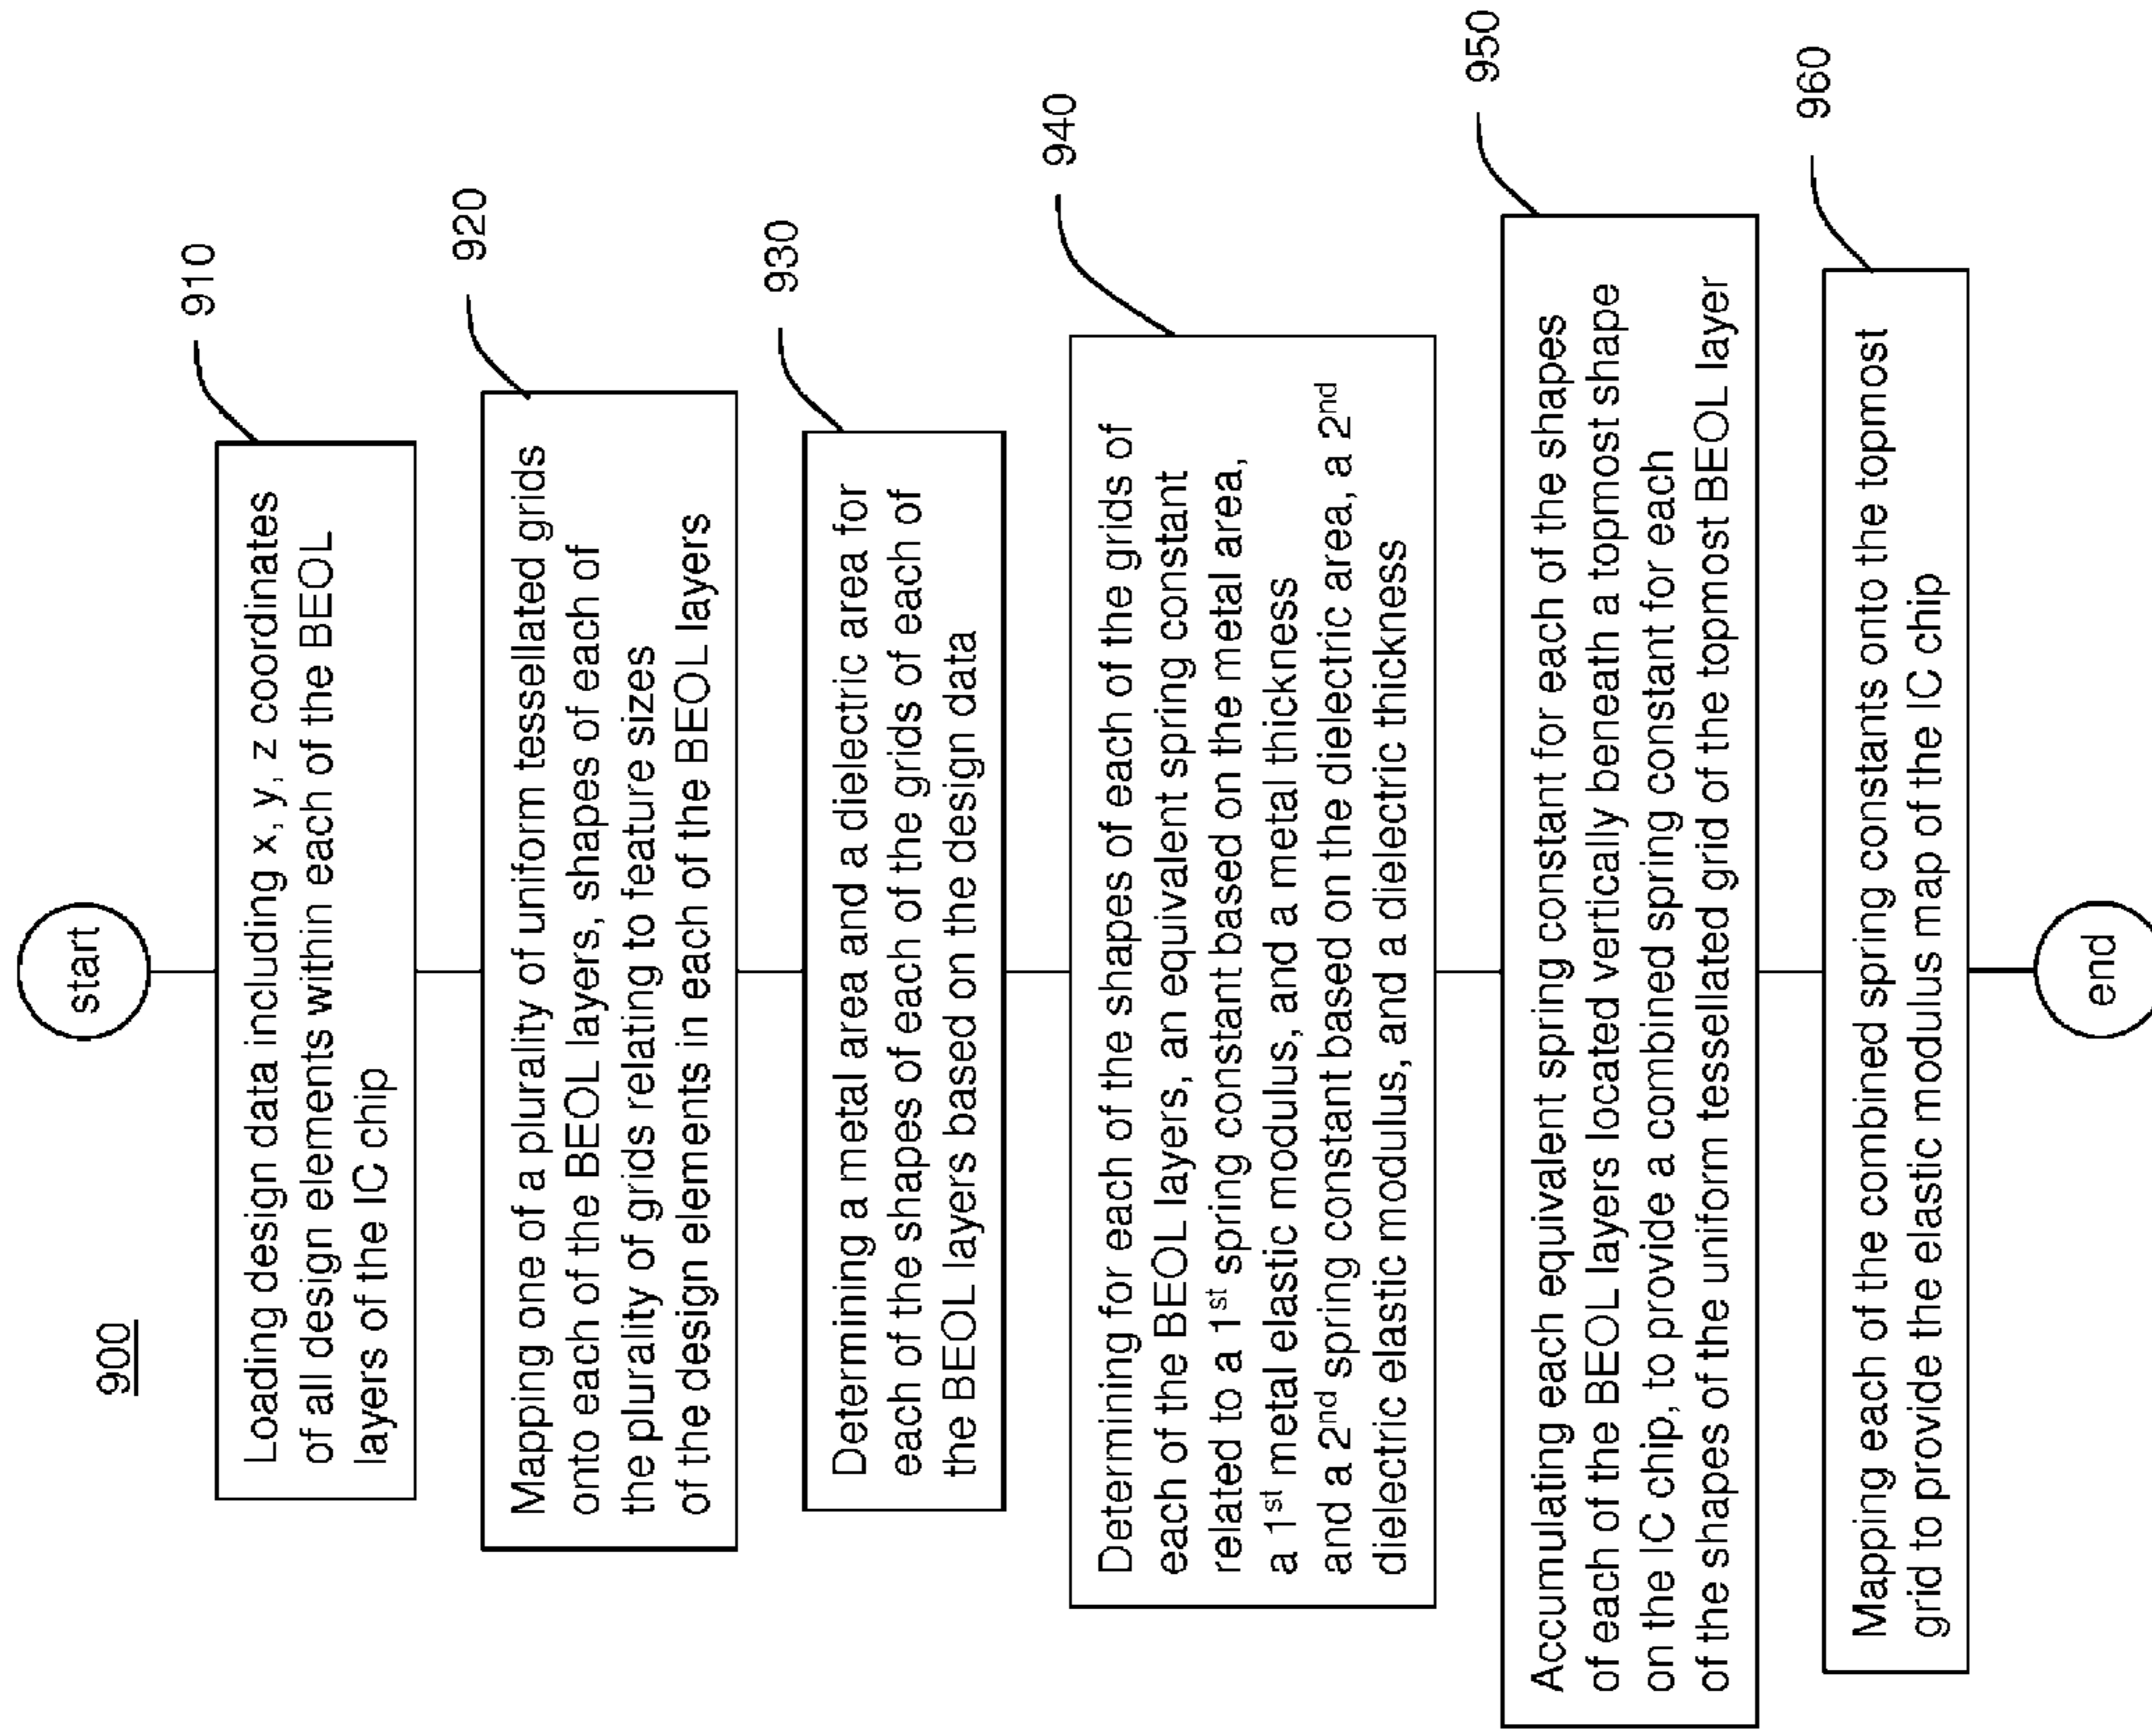 900
start
910
Loading design data including x, y, z coordinates
of all design elements within each of the BEOL
layers of the IC chip
920
Mapping one of a plurality of uniform tessellated grids
onto each of the BEOL layers, shapes of each of
the plurality of grids relating to feature sizes
of the design elements in each of the BEOL layers
930
Determining a metal area and a dielectric area for
each of the shapes of each of the grids of each of
the BEOL layers based on the design data
940
Determining for each of the shapes of each of the grids of
each of the BEOL layers, an equivalent spring constant
related to a 1st spring constant based on the metal area,
a 1st metal elastic modulus, and a metal thickness
and a 2nd spring constant based on the dielectric area, a 2nd
dielectric elastic modulus, and a dielectric thickness
950
Accumulating each equivalent spring constant for each of the shapes
of each of the BEOL layers located vertically beneath a topmost shape
on the IC chip, to provide a combined spring constant for each
of the shapes of the uniform tessellated grid of the topmost BEOL layer
960
Mapping each of the combined spring constants onto the topmost
grid to provide the elastic modulus map of the IC chip
end